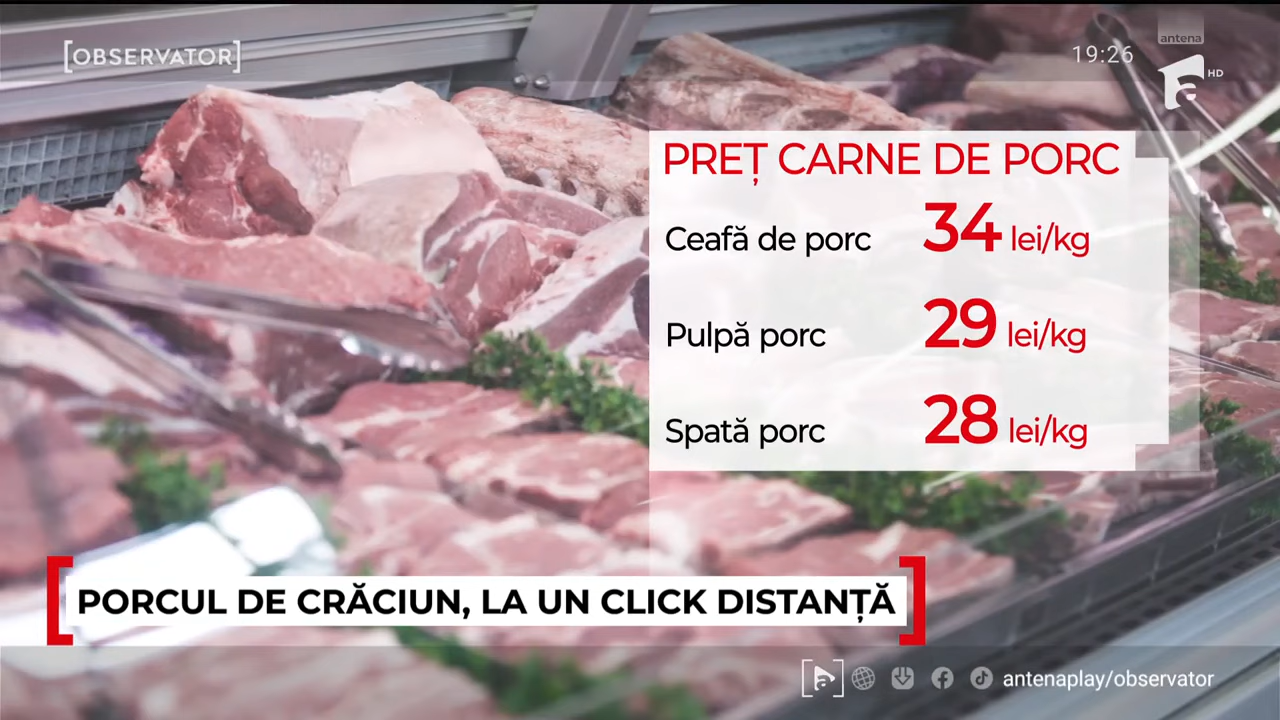 [OBSERVATOR]
19:26
antena
HD
PREȚ CARNE DE PORC
Ceafă de porc 34 lei/kg
Pulpă porc 29 lei/kg
Spată porc 28 lei/kg
PORCUL DE CRĂCIUN, LA UN CLICK DISTANȚĂ
antenaplay/observator